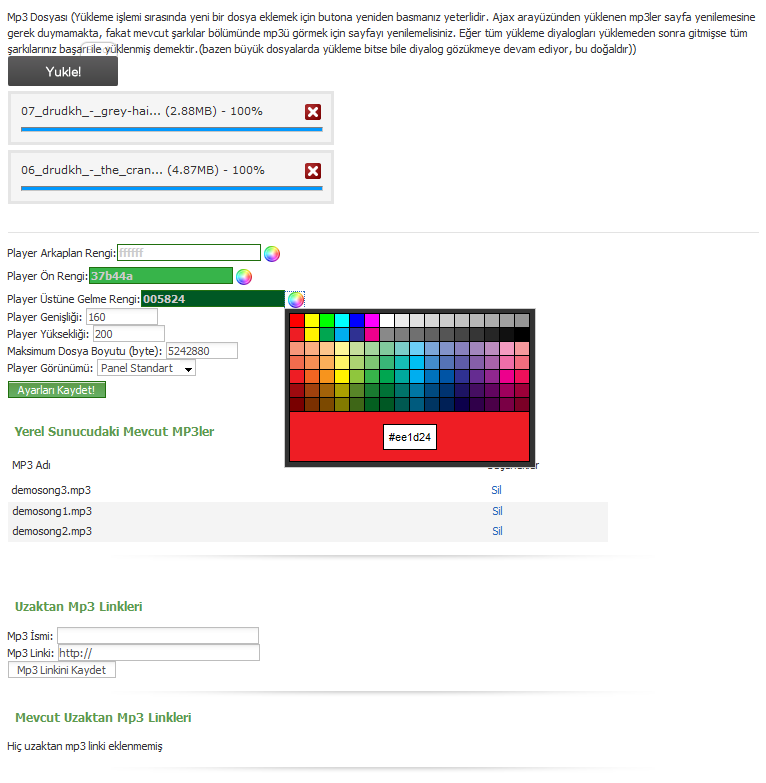 Mp3 Dosyası (Yükleme işlemi sırasında yeni bir dosya eklemek için butona yeniden basmanız yeterlidir. Ajax arayüzünden yüklenen mp3ler sayfa yenilemesine
gerek duymamakta, fakat mevcut şarkılar bölümünde mp3ü görmek için sayfayı yenilemelisiniz. Eğer tüm yükleme diyalogları yüklemeden sonra gitmişse tüm
şarkılarınız başarı ile yüklenmiş demektir.(bazen büyük dosyalarda yükleme bitse bile diyalog gözükmeye devam ediyor, bu doğaldır))
Yukle!
07_drudkh_-_grey-hai... (2.88MB) - 100%
06_drudkh_-_the_cran... (4.87MB) - 100%
Player Arkaplan Rengi: ffffff
Player Ön Rengi: 37b44a
Player Üstüne Gelme Rengi: 005824
Player Genişliği: 160
Player Yüksekliği: 200
Maksimum Dosya Boyutu (byte): 5242880
Player Görünümü: Panel Standart
Ayarları Kaydet!
#ee1d24
Yerel Sunucudaki Mevcut MP3ler
MP3 Adı
demosong3.mp3 Sil
demosong1.mp3 Sil
demosong2.mp3 Sil
Uzaktan Mp3 Linkleri
Mp3 İsmi:
Mp3 Linki: http://
Mp3 Linkini Kaydet
Mevcut Uzaktan Mp3 Linkleri
Hiç uzaktan mp3 linki eklenmemiş